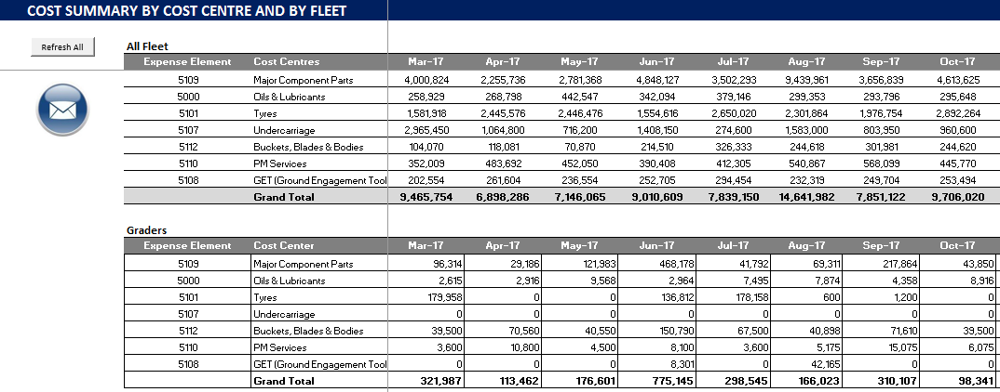 COST SUMMARY BY COST CENTRE AND BY FLEET
Refresh All
All Fleet
Expense Element Cost Centres Mar-17 Apr-17 May-17 Jun-17 Jul-17 Aug-17 Sep-17 Oct-17
5109 Major Component Parts 4,000,824 2,255,736 2,781,368 4,848,127 3,502,293 9,439,961 3,656,839 4,613,625
5000 Oils & Lubricants 258,929 268,798 442,547 342,094 379,146 299,353 293,796 295,648
5101 Tyres 1,581,918 2,445,576 2,446,476 1,554,616 2,650,020 2,301,864 1,976,754 2,892,264
5107 Undercarriage 2,965,450 1,064,800 716,200 1,408,150 274,600 1,583,000 803,950 960,600
5112 Buckets, Blades & Bodies 104,070 118,081 70,870 214,510 326,333 244,618 301,981 244,620
5110 PM Services 352,009 483,692 452,050 390,408 412,305 540,867 568,099 445,770
5108 GET (Ground Engagement Tool 202,554 261,604 236,554 252,705 294,454 232,319 249,704 253,494
Grand Total 9,465,754 6,898,286 7,146,065 9,010,609 7,839,150 14,641,982 7,851,122 9,706,020
Graders
Expense Element Cost Center Mar-17 Apr-17 May-17 Jun-17 Jul-17 Aug-17 Sep-17 Oct-17
5109 Major Component Parts 96,314 29,186 121,983 468,178 41,792 69,311 217,864 43,850
5000 Oils & Lubricants 2,615 2,916 9,568 2,964 7,495 7,874 4,358 8,916
5101 Tyres 179,958 0 0 136,812 178,158 600 1,200 0
5107 Undercarriage 0 0 0 0 0 0 0 0
5112 Buckets, Blades & Bodies 39,500 70,560 40,550 150,790 67,500 40,898 71,610 39,500
5110 PM Services 3,600 10,800 4,500 8,100 3,600 5,175 15,075 6,075
5108 GET (Ground Engagement Tool 0 0 0 8,301 0 42,165 0 0
Grand Total 321,987 113,462 176,601 775,145 298,545 166,023 310,107 98,341